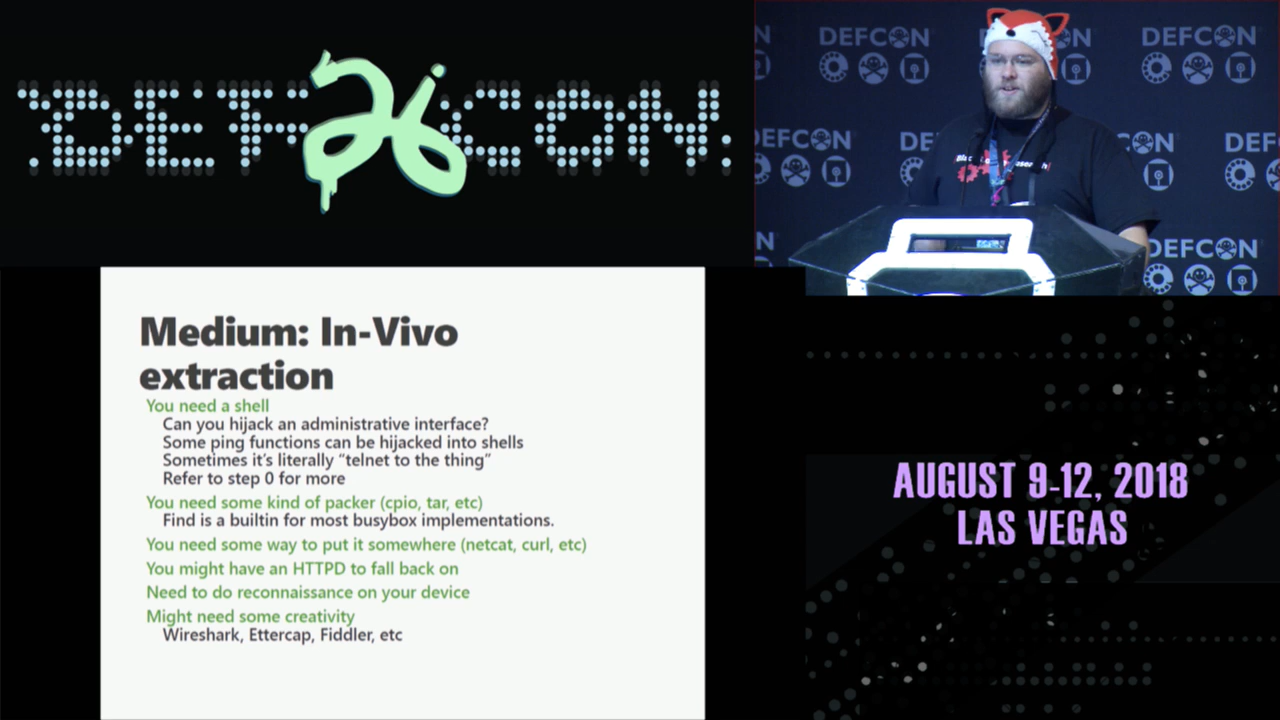 DEFCON
26
DEFCON
DEFCON
DEFCON
DEFCON
Medium: In-Vivo
extraction
You need a shell
Can you hijack an administrative interface?
Some ping functions can be hijacked into shells
Sometimes it's literally “telnet to the thing”
Refer to step 0 for more
You need some kind of packer (cpio, tar, etc)
Find is a builtin for most busybox implementations.
You need some way to put it somewhere (netcat, curl, etc)
You might have an HTTPD to fall back on
Need to do reconnaissance on your device
Might need some creativity
Wireshark, Ettercap, Fiddler, etc
AUGUST 9-12, 2018
LAS VEGAS